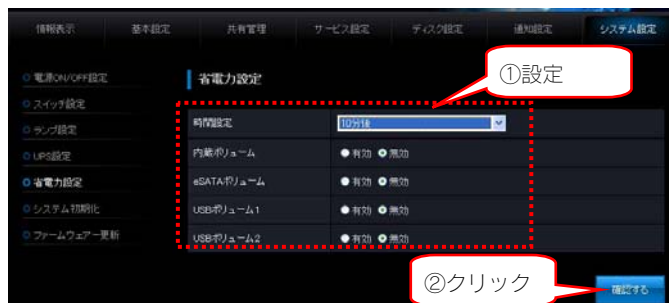 情報表示 基本設定 共有管理 サービス設定 ディスク設定 通知設定 システム設定
電源ON/OFF設定
スイッチ設定
ランプ設定
UPS設定
省電力設定
システム初期化
ファームウェアー更新
省電力設定
①設定
時間設定 10分後
内蔵ボリューム 有効 無効
eSATAボリューム 有効 無効
USBボリューム1 有効 無効
USBボリューム2 有効 無効
②クリック
確認する